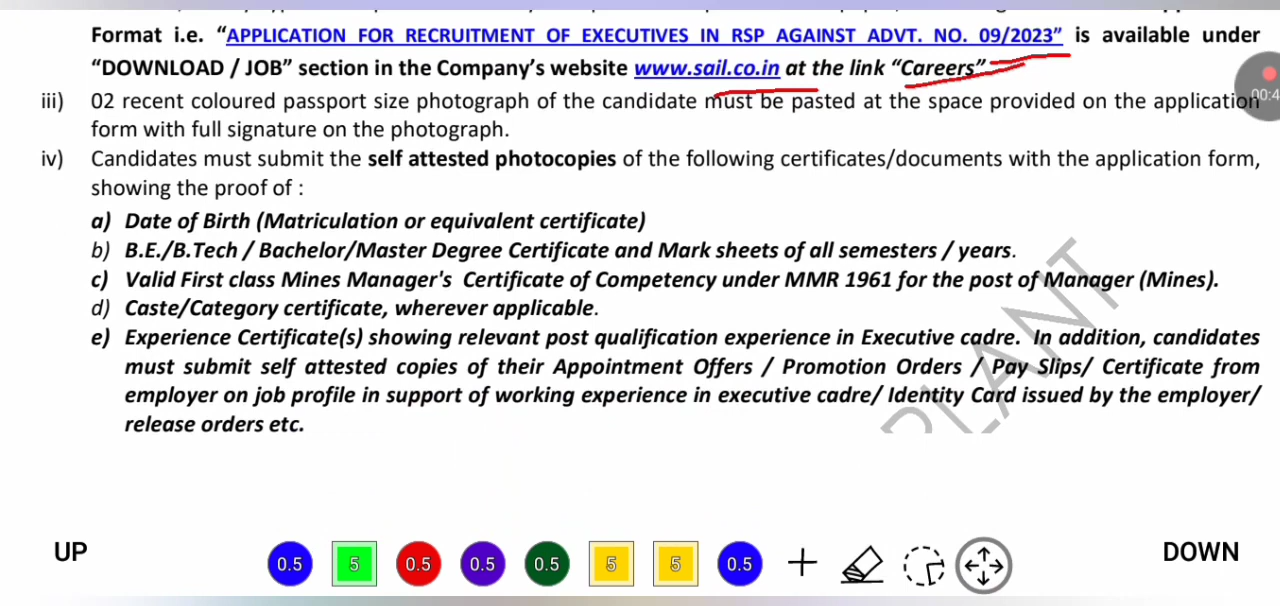 Format i.e. “APPLICATION FOR RECRUITMENT OF EXECUTIVES IN RSP AGAINST ADVT. NO. 09/2023” is available under
“DOWNLOAD / JOB” section in the Company’s website www.sail.co.in at the link “Careers”
iii) 02 recent coloured passport size photograph of the candidate must be pasted at the space provided on the application
form with full signature on the photograph.
iv) Candidates must submit the self attested photocopies of the following certificates/documents with the application form,
showing the proof of :
a) Date of Birth (Matriculation or equivalent certificate)
b) B.E./B.Tech / Bachelor/Master Degree Certificate and Mark sheets of all semesters / years.
c) Valid First class Mines Manager's Certificate of Competency under MMR 1961 for the post of Manager (Mines).
d) Caste/Category certificate, wherever applicable.
e) Experience Certificate(s) showing relevant post qualification experience in Executive cadre. In addition, candidates
must submit self attested copies of their Appointment Offers / Promotion Orders / Pay Slips/ Certificate from
employer on job profile in support of working experience in executive cadre/ Identity Card issued by the employer/
release orders etc.
PLANT
UP
0.5 5 0.5 0.5 0.5 5 5 0.5
DOWN